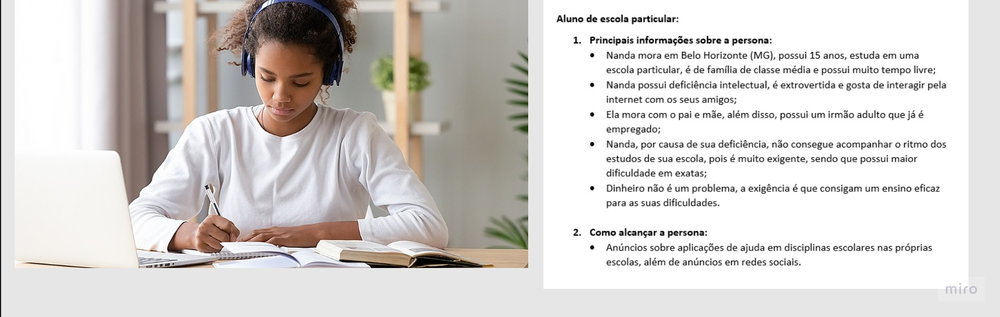 Aluno de escola particular:
1. Principais informações sobre a persona:
• Nanda mora em Belo Horizonte (MG), possui 15 anos, estuda em uma
escola particular, é de família de classe média e possui muito tempo livre;
• Nanda possui deficiência intelectual, é extrovertida e gosta de interagir pela
internet com os seus amigos;
• Ela mora com o pai e mãe, além disso, possui um irmão adulto que já é
empregado;
• Nanda, por causa de sua deficiência, não consegue acompanhar o ritmo dos
estudos de sua escola, pois é muito exigente, sendo que possui maior
dificuldade em exatas;
• Dinheiro não é um problema, a exigência é que consigam um ensino eficaz
para as suas dificuldades.
2. Como alcançar a persona:
• Anúncios sobre aplicações de ajuda em disciplinas escolares nas próprias
escolas, além de anúncios em redes sociais.
miro